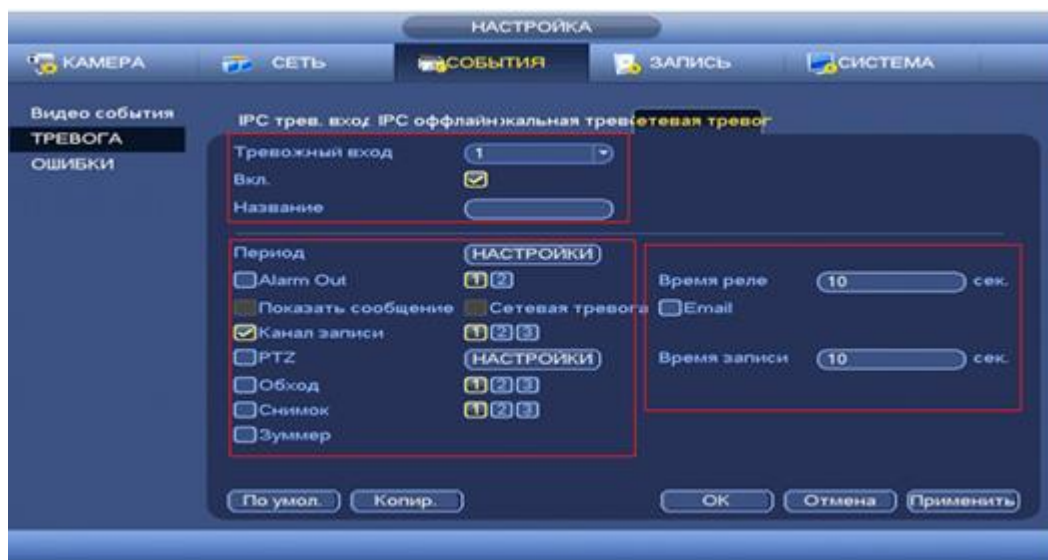 НАСТРОЙКА
КАМЕРА СЕТЬ СОБЫТИЯ ЗАПИСЬ СИСТЕМА
Видео события
ТРЕВОГА
ОШИБКИ
IPC трев. вход IPC оффлайн окальная трев етевая тревог
Тревожный вход 1
Вкл.
Название
Период НАСТРОЙКИ
Alarm Out 1 2 Время реле 10 сек.
Показать сообщение Сетевая тревога Email
Канал записи 1 2 3
PTZ НАСТРОЙКИ Время записи 10 сек.
Обход 1 2 3
Снимок 1 2 3
Зуммер
По умол. Копир. OK Отмена Применить